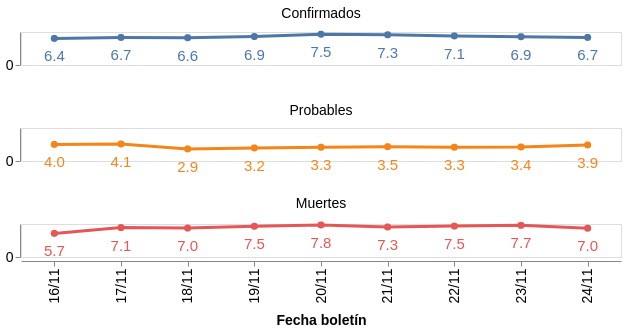 Confirmados
0
6.4 6.7 6.6 6.9 7.5 7.3 7.1 6.9 6.7
Probables
0
4.0 4.1 2.9 3.2 3.3 3.5 3.3 3.4 3.9
Muertes
0
5.7 7.1 7.0 7.5 7.8 7.3 7.5 7.7 7.0
16/11 17/11 18/11 19/11 20/11 21/11 22/11 23/11 24/11
Fecha boletín